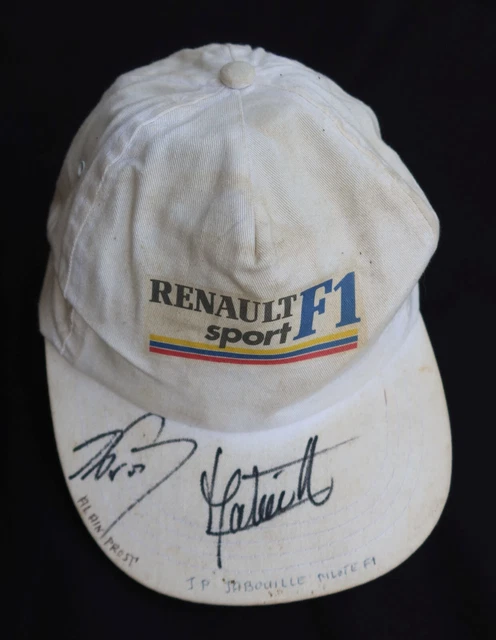 RENAULT
sport F1
ALAIN PROST
J.P. JABOUILLE PILOTE F1